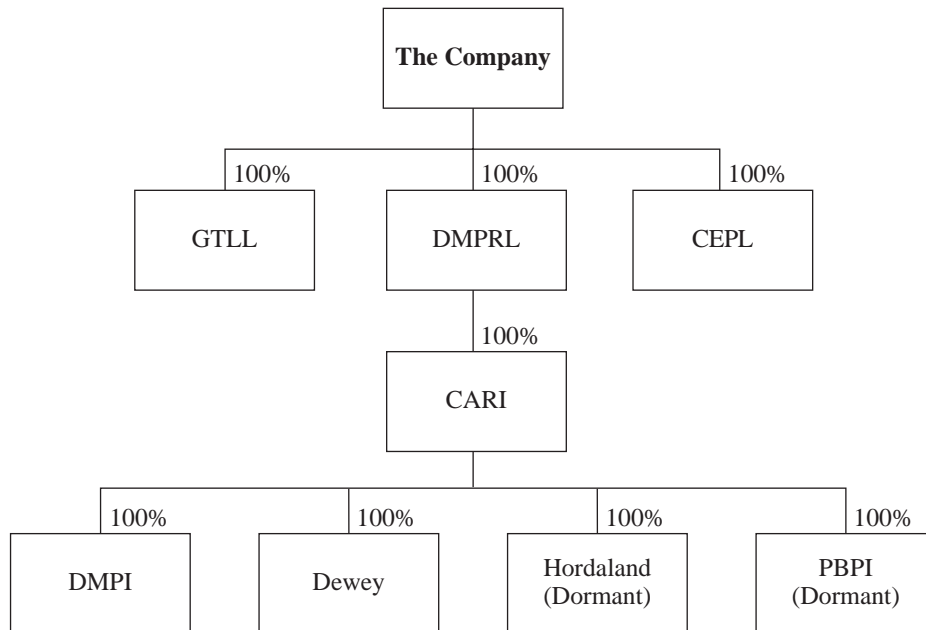 The Company
100%
100%
100%
GTLL
DMPRL
CEPL
100%
CARI
100%
100%
100%
100%
DMPI
Dewey
Hordaland
(Dormant)
PBPI
(Dormant)